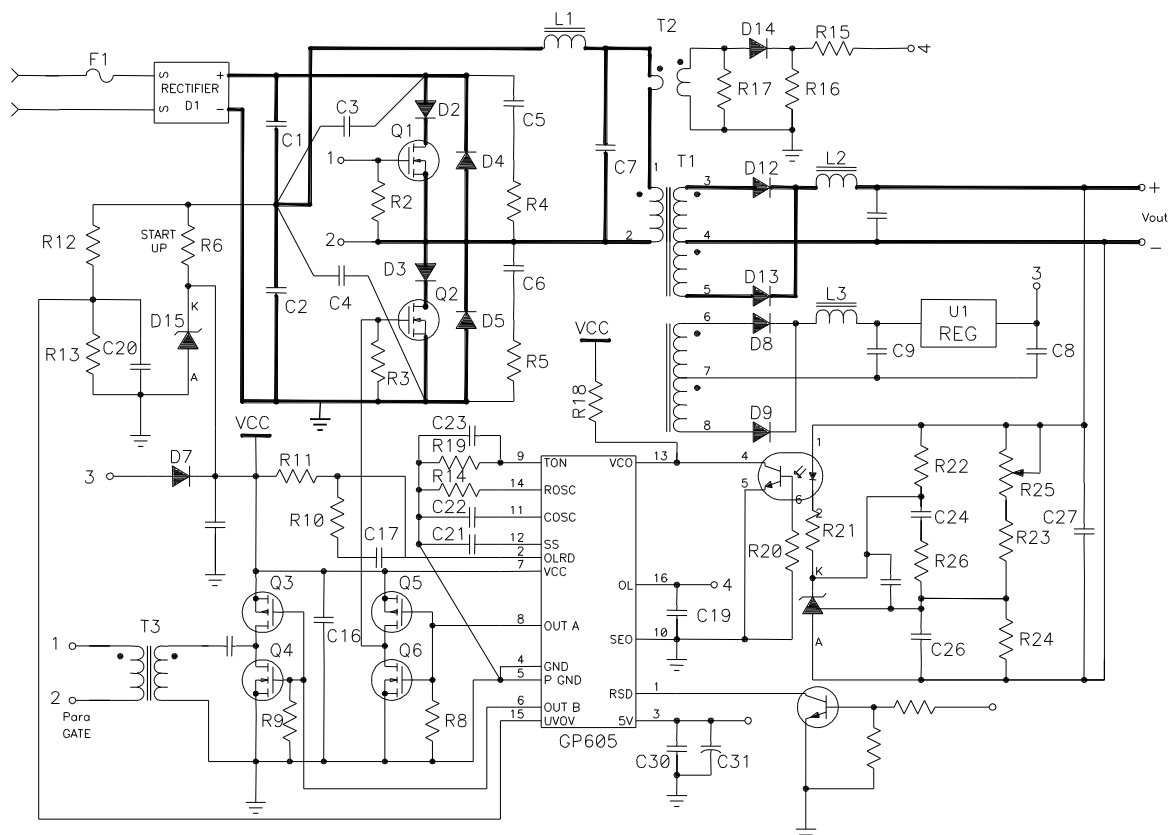 L1
T2
D14
R15
4
F1
S
+
RECTIFIER
D1
S
-
R17
R16
C3
D2
C5
C1
Q1
1
D4
C7
R2
R4
2
1
T1
3
D12
L2
+
Vout
-
2
4
5
D13
R12
START
UP
R6
D3
C4
Q2
C6
C2
D5
K
D15
R13
C20
A
R3
R5
VCC
R18
6
D8
L3
U1
REG
3
C9
C8
7
8
D9
VCC
C23
R19
R14
C22
C21
9
14
11
12
2
7
8
4
5
6
15
TON
ROSC
COSC
SS
OLRD
VCC
OUT A
GND
P GND
OUT B
UVOV
VCO
OL
SEO
RSD
5V
13
16
10
1
3
GP605
3
D7
R11
R10
C17
Q3
Q5
C16
Q4
Q6
R9
R8
1
T3
2
Para
GATE
4
5
6
1
2
R20
R21
K
A
R22
C24
R26
C26
R25
R23
R24
C27
4
C19
C30
C31